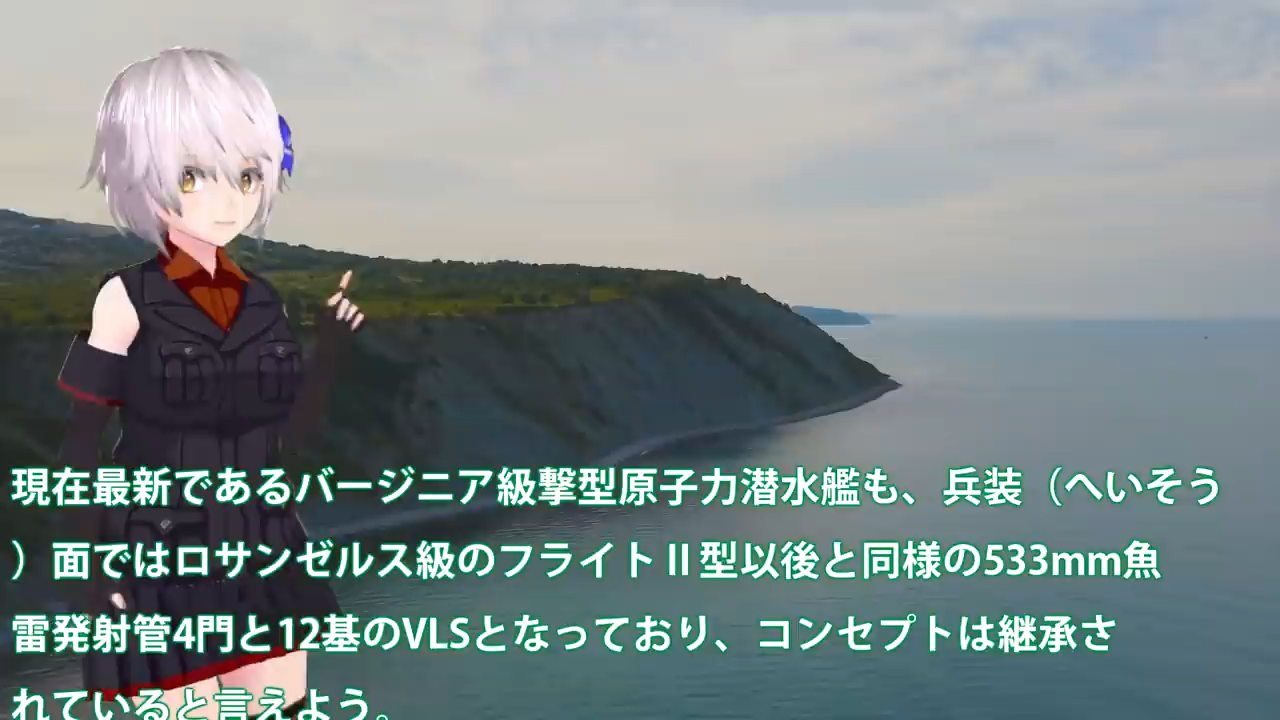 現在最新であるバージニア級撃型原子力潜水艦も、兵装（へいそう
）面ではロサンゼルス級のフライトⅡ型以後と同様の533mm魚
雷発射管4門と12基のVLSとなっており、コンセプトは継承さ
れていると言えよう。